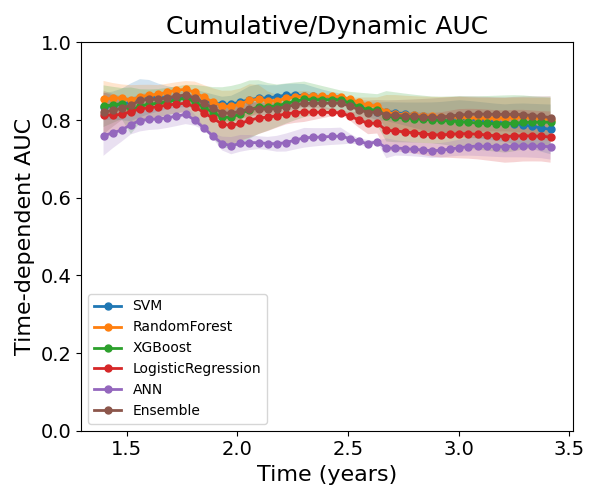 Cumulative/Dynamic AUC
1.0
0.8
0.6
0.4
0.2
0.0
Time-dependent AUC
SVM
RandomForest
XGBoost
LogisticRegression
ANN
Ensemble
1.5
2.0
2.5
3.0
3.5
Time (years)